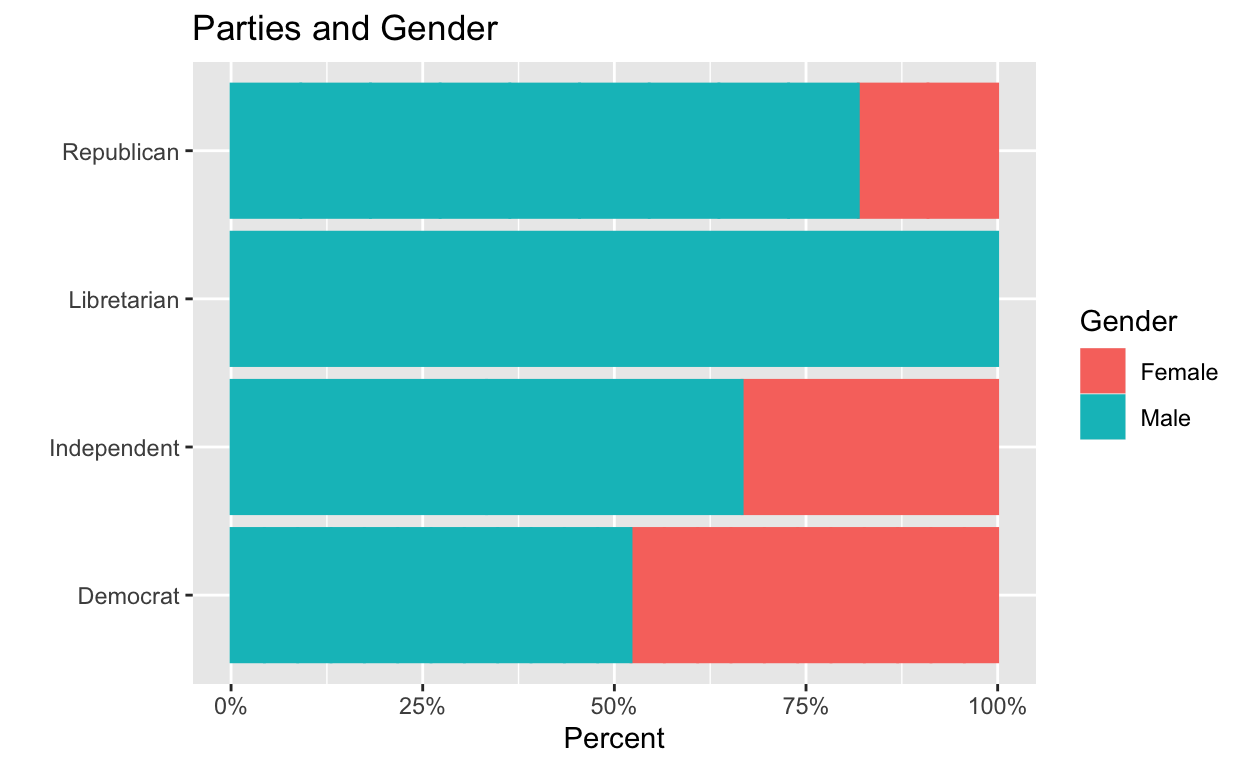 Parties and Gender
Republican
Libretarian
Independent
Democrat
0% 25% 50% 75% 100%
Percent
Gender
Female
Male